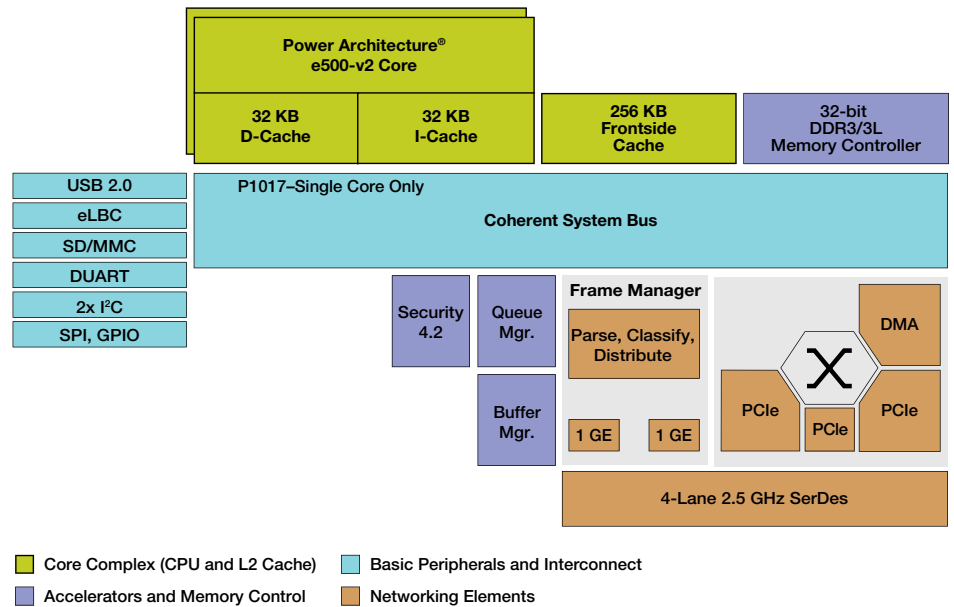 Power Architecture®
e500-v2 Core
32 KB
D-Cache
32 KB
I-Cache
256 KB
Frontside
Cache
32-bit
DDR3/3L
Memory Controller
USB 2.0
eLBC
SD/MMC
DUART
2x I²C
SPI, GPIO
P1017–Single Core Only
Coherent System Bus
Security
4.2
Queue
Mgr.
Buffer
Mgr.
Frame Manager
Parse, Classify,
Distribute
1 GE
1 GE
DMA
PCIe
PCIe
PCIe
4-Lane 2.5 GHz SerDes
Core Complex (CPU and L2 Cache)
Basic Peripherals and Interconnect
Accelerators and Memory Control
Networking Elements